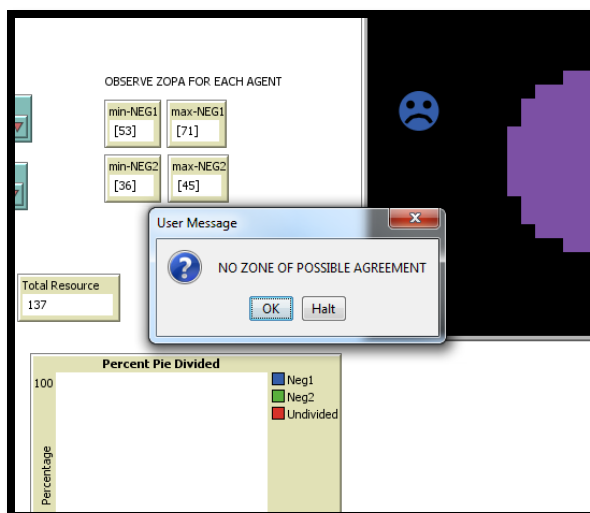 OBSERVE ZOPA FOR EACH AGENT
min-NEG1 max-NEG1
[53] [71]
min-NEG2 max-NEG2
[36] [45]
User Message
NO ZONE OF POSSIBLE AGREEMENT
OK Halt
Total Resource
137
Percent Pie Divided
100
Percentage
Neg1
Neg2
Undivided